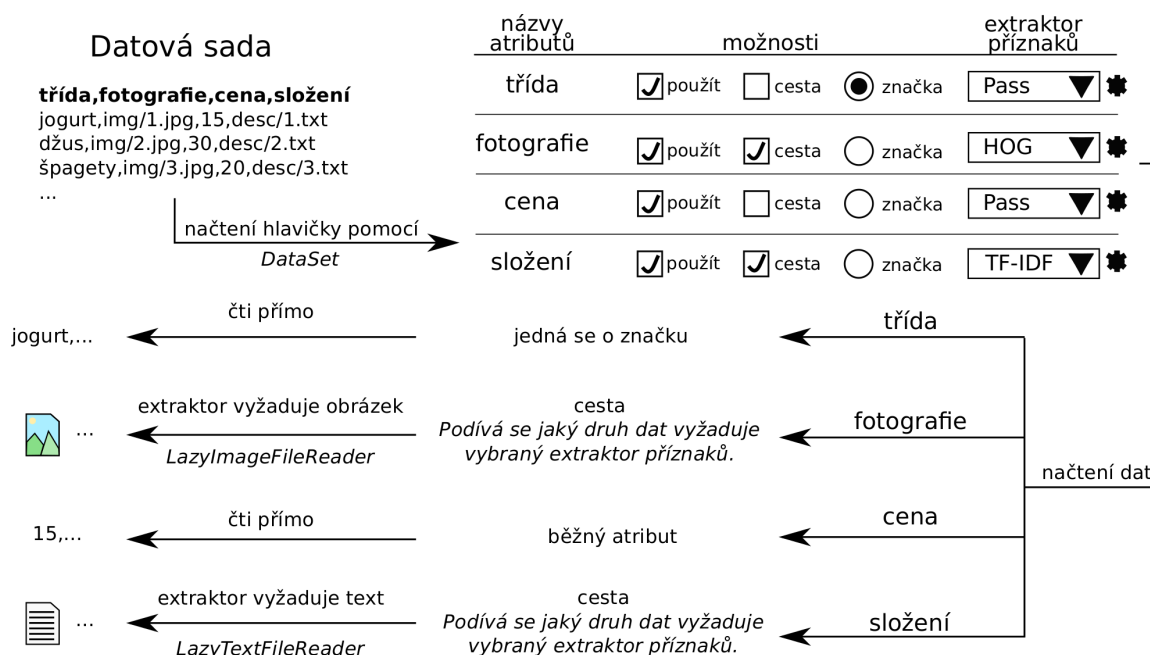 Datová sada
třída,fotografie,cena,složení
jogurt,img/1.jpg,15,desc/1.txt
džus,img/2.jpg,30,desc/2.txt
špagety,img/3.jpg,20,desc/3.txt
...
načtení hlavičky pomocí
DataSet
názvy
atributů
možnosti
extraktor
příznaků
třída použít cesta značka Pass
fotografie použít cesta značka HOG
cena použít cesta značka Pass
složení použít cesta značka TF-IDF
jogurt,... čti přímo jedná se o značku třída
... extraktor vyžaduje obrázek
LazyImageFileReader
cesta
Podívá se jaký druh dat vyžaduje
vybraný extraktor příznaků.
fotografie
načtení dat
15,... čti přímo běžný atribut cena
... extraktor vyžaduje text
LazyTextFileReader
cesta
Podívá se jaký druh dat vyžaduje
vybraný extraktor příznaků.
složení